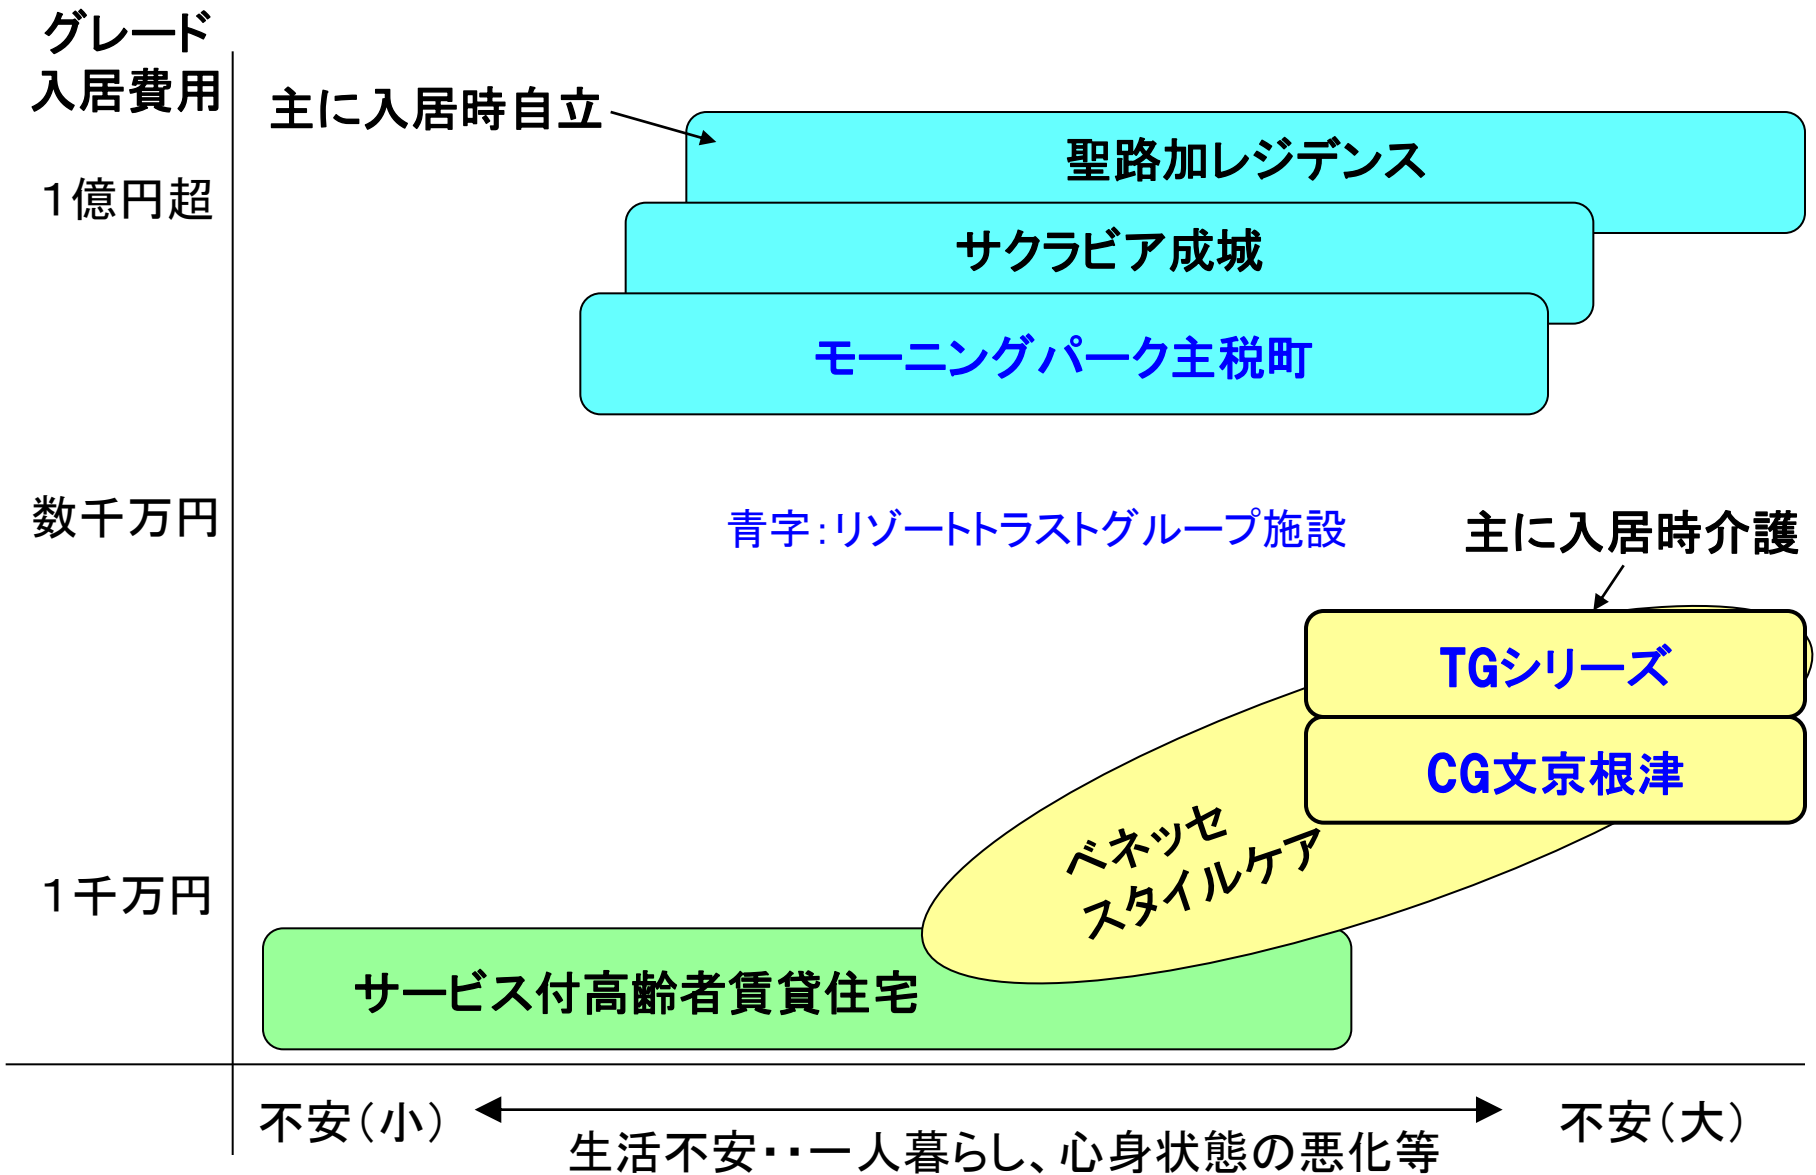 グレード
入居費用
主に入居時自立
聖路加レジデンス
1億円超
サクラビア成城
モーニングパーク主税町
数千万円
青字：リゾートトラストグループ施設
主に入居時介護
TGシリーズ
CG文京根津
ベネッセ
スタイルケア
1千万円
サービス付高齢者賃貸住宅
不安（小）
不安（大）
生活不安・・一人暮らし、心身状態の悪化等